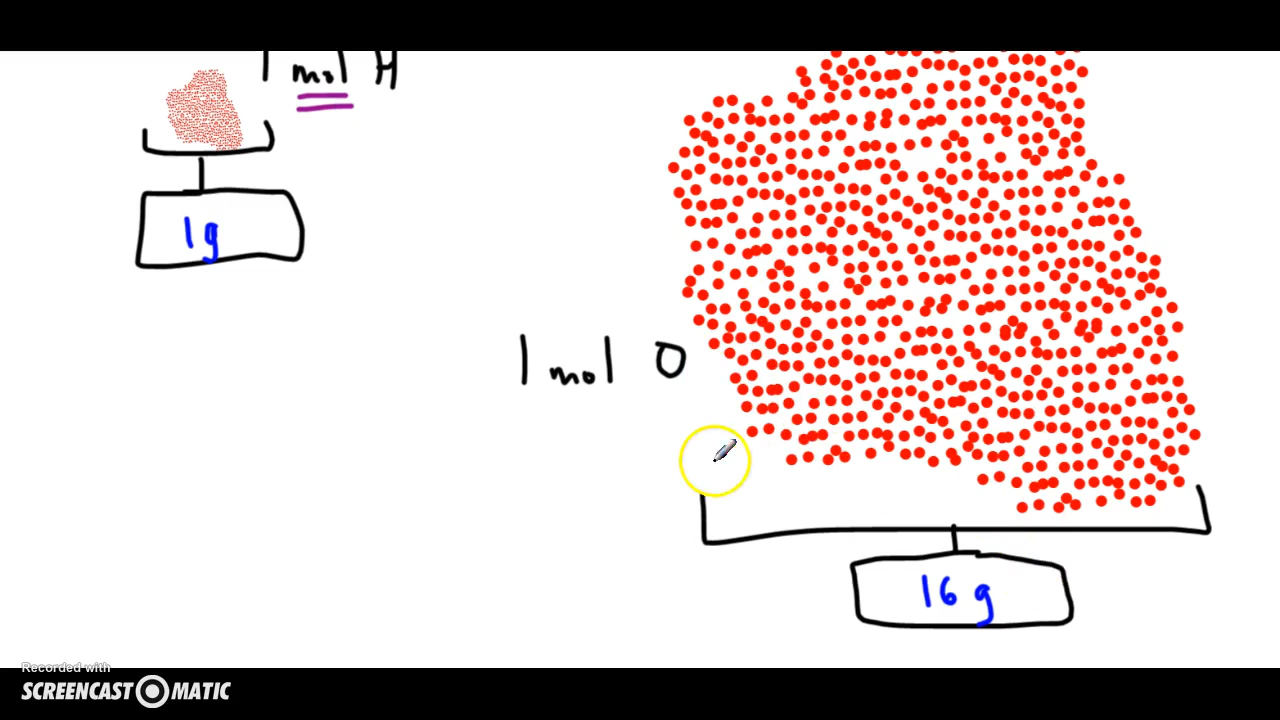 1 mol H
1g
1 mol O
16 g
Recorded with
SCREENCAST MATIC